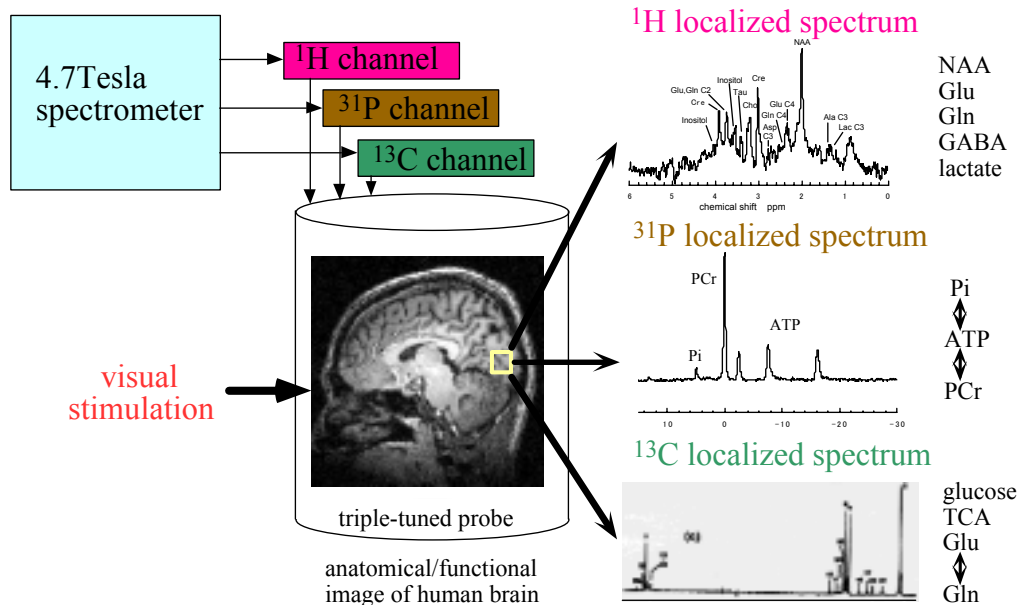 4.7Tesla
spectrometer
¹H channel
³¹P channel
¹³C channel
visual
stimulation
triple-tuned probe
anatomical/functional
image of human brain
¹H localized spectrum
NAA
Glu,Gln C2
Cre
Inositol
Inositol
Tau
Cho
Cre
Asp
C3
Gln C4
Glu C4
Ala C3
Lac C3
6 5 4 3 2 1 0
chemical shift ppm
NAA
Glu
Gln
GABA
lactate
³¹P localized spectrum
PCr
Pi
ATP
10 0 -10 -20 -30
Pi
ATP
PCr
¹³C localized spectrum
glucose
TCA
Glu
Gln